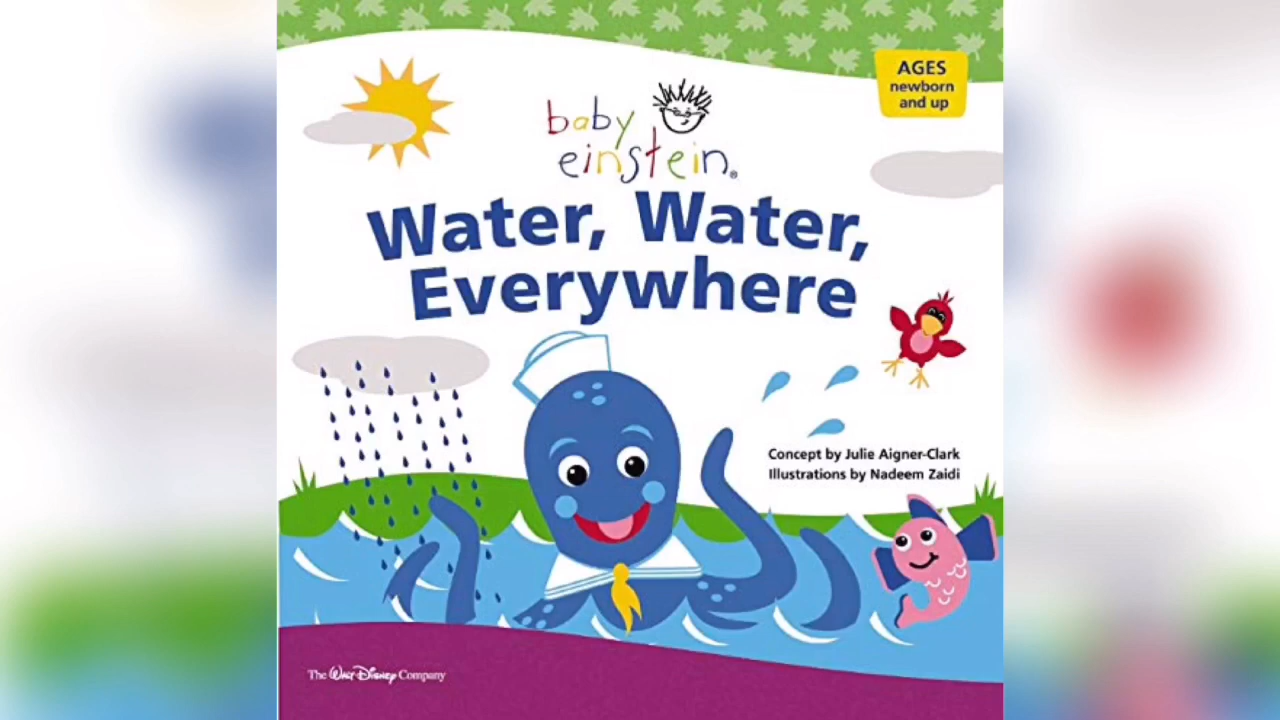 AGES
newborn
and up
baby
einstein®
Water, Water,
Everywhere
Concept by Julie Aigner-Clark
Illustrations by Nadeem Zaidi
The Walt Disney Company